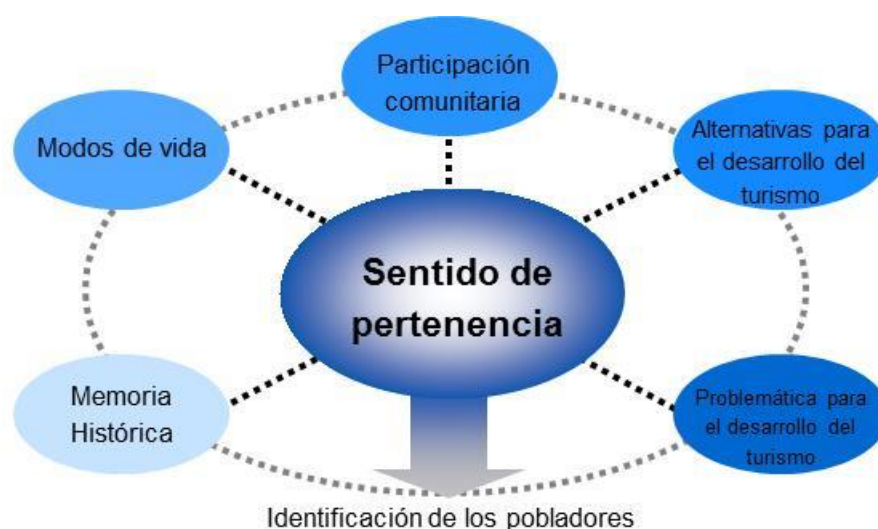 Participación
comunitaria
Modos de vida
Alternativas para
el desarrollo del
turismo
Sentido de
pertenencia
Memoria
Histórica
Problemática para
el desarrollo del
turismo
Identificación de los pobladores